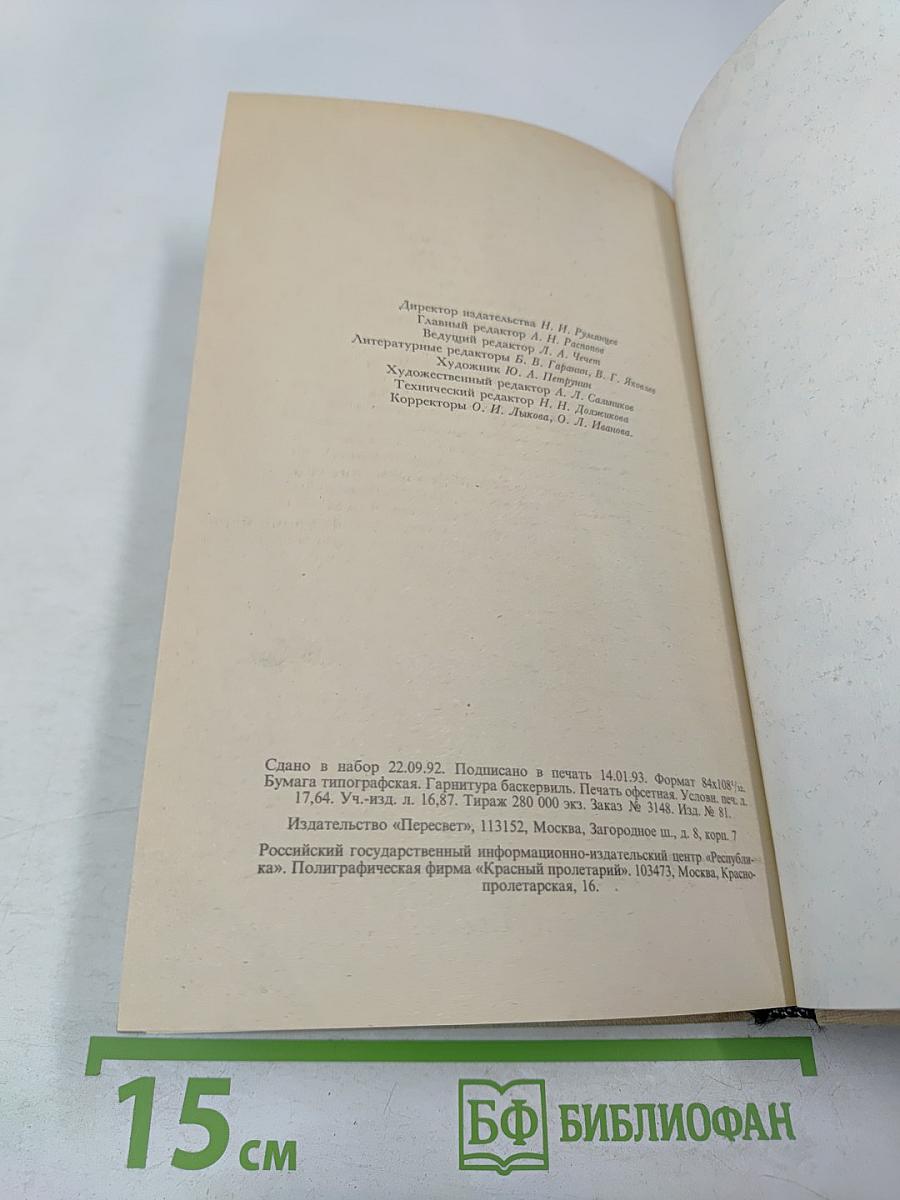 Директор издательства Н. И. Румянцев
Главный редактор А. Н. Распопов
Ведущий редактор Л. А. Чечет
Литературные редакторы Б. В. Гаранин, В. Г. Яковлев
Художник Ю. А. Петрунин
Художественный редактор А. Л. Сальников
Технический редактор Н. Н. Должикова
Корректоры О. И. Лыкова, О. Л. Иванова.
Сдано в набор 22.09.92. Подписано в печать 14.01.93. Формат 84х108¹/₃₂.
Бумага типографская. Гарнитура баскервиль. Печать офсетная. Условн. печ. л.
17,64. Уч.-изд. л. 16,87. Тираж 280 000 экз. Заказ № 3148. Изд. № 81.
Издательство «Пересвет», 113152, Москва, Загородное ш., д. 8, корп. 7
Российский государственный информационно-издательский центр «Республи-
ка». Полиграфическая фирма «Красный пролетарий». 103473, Москва, Красно-
пролетарская, 16.
15 см
БФ БИБЛИОФАН